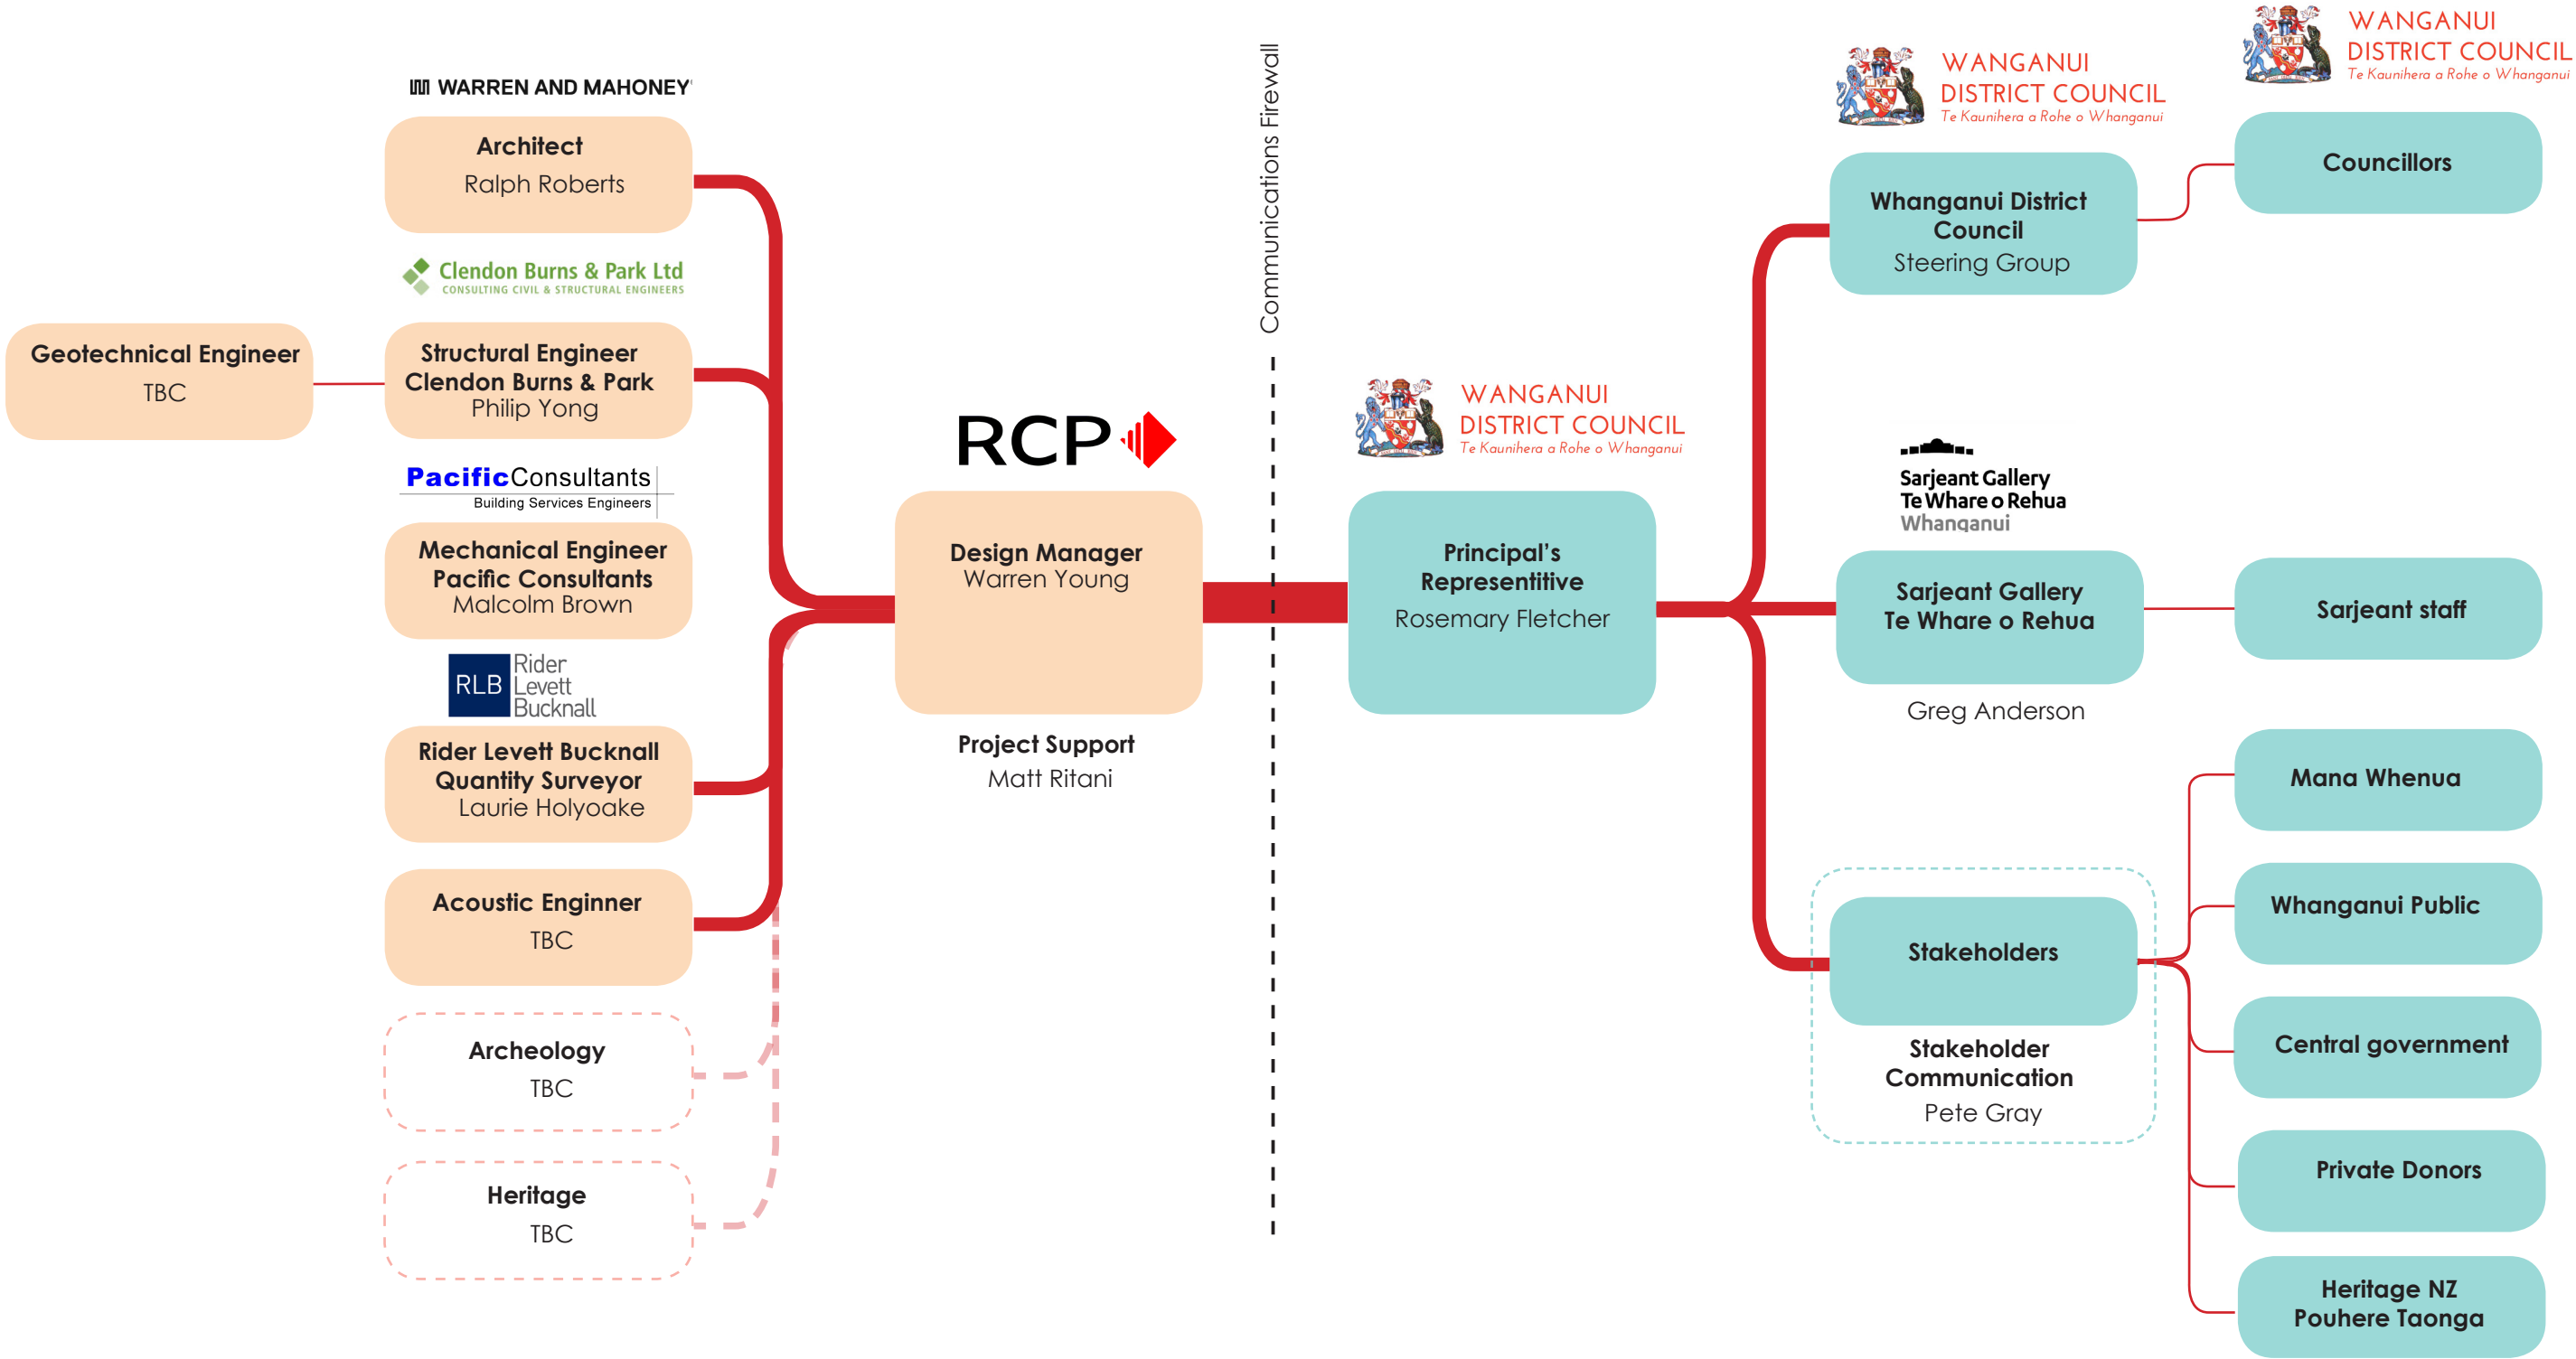 WARREN AND MAHONEY
Architect
Ralph Roberts
Clendon Burns & Park Ltd
CONSULTING CIVIL & STRUCTURAL ENGINEERS
Geotechnical Engineer
TBC
Structural Engineer
Clendon Burns & Park
Philip Yong
PacificConsultants
Building Services Engineers
Mechanical Engineer
Pacific Consultants
Malcolm Brown
RLB
Rider
Levett
Bucknall
Rider Levett Bucknall
Quantity Surveyor
Laurie Holyoake
Acoustic Enginner
TBC
Archeology
TBC
Heritage
TBC
RCP
Design Manager
Warren Young
Project Support
Matt Ritani
Communications Firewall
WANGANUI
DISTRICT COUNCIL
Te Kaunihera a Rohe o Whanganui
Principal’s
Representitive
Rosemary Fletcher
WANGANUI
DISTRICT COUNCIL
Te Kaunihera a Rohe o Whanganui
Whanganui District
Council
Steering Group
Sarjeant Gallery
Te Whare o Rehua
Whanganui
Sarjeant Gallery
Te Whare o Rehua
Greg Anderson
Stakeholders
Stakeholder
Communication
Pete Gray
WANGANUI
DISTRICT COUNCIL
Te Kaunihera a Rohe o Whanganui
Councillors
Sarjeant staff
Mana Whenua
Whanganui Public
Central government
Private Donors
Heritage NZ
Pouhere Taonga